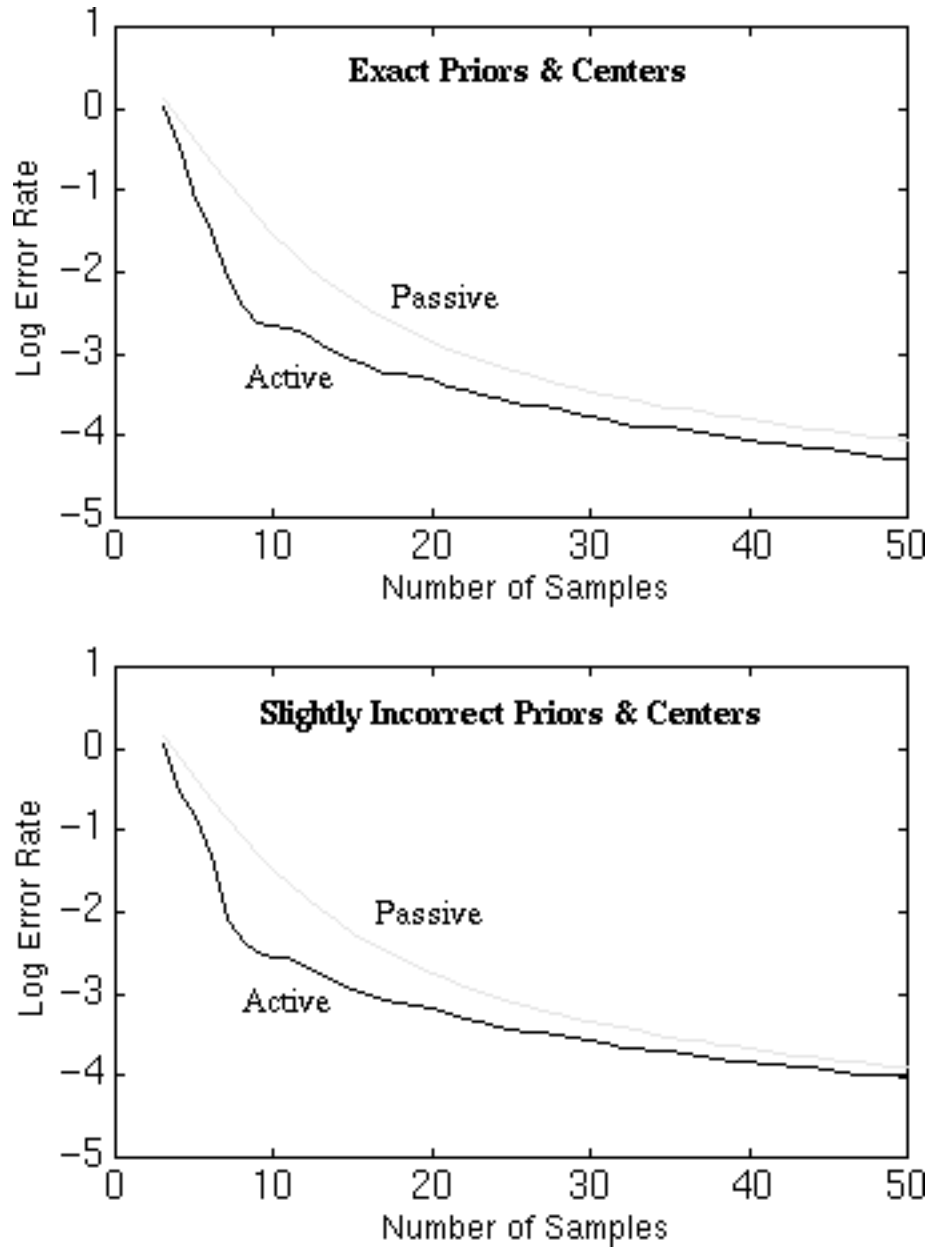 1
Exact Priors & Centers
0
−1
−2
−3
−4
−5
Log Error Rate
Passive
Active
0 10 20 30 40 50
Number of Samples
1
Slightly Incorrect Priors & Centers
0
−1
−2
−3
−4
−5
Log Error Rate
Passive
Active
0 10 20 30 40 50
Number of Samples